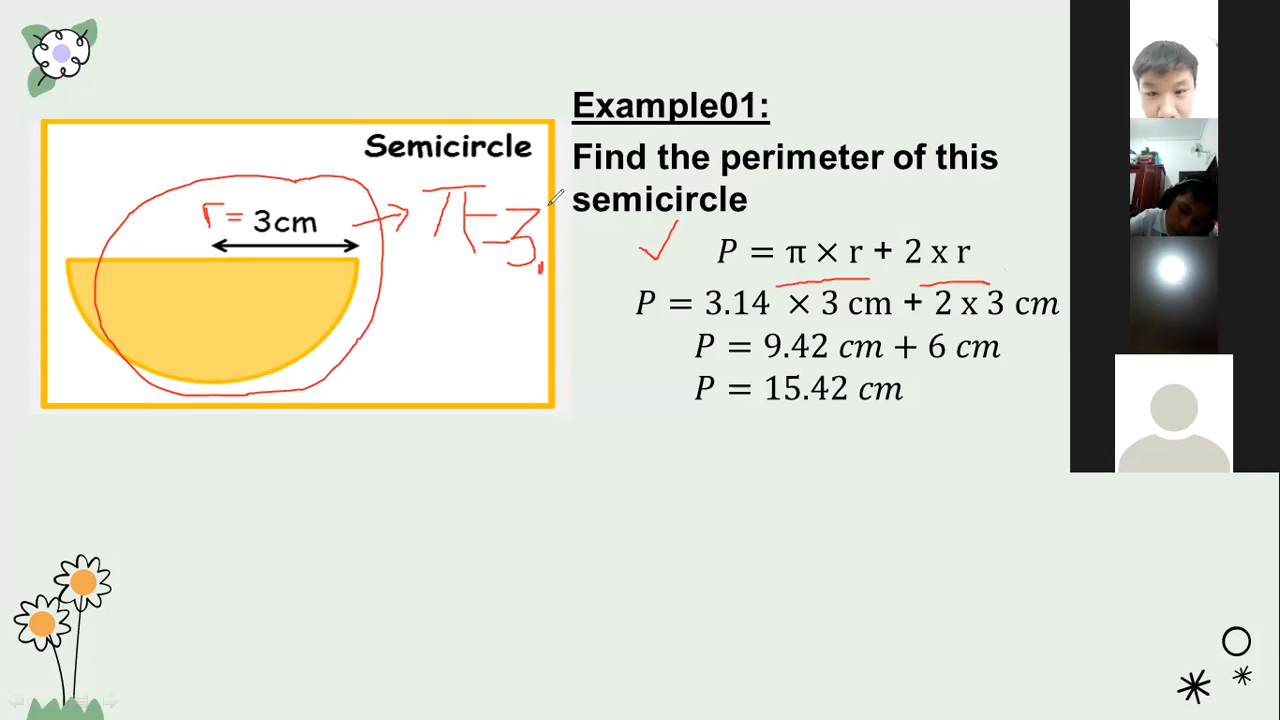 Semicircle
r = 3cm
π = 3.
Example01:
Find the perimeter of this
semicircle
P = π × r + 2 x r
P = 3.14 × 3 cm + 2 x 3 cm
P = 9.42 cm + 6 cm
P = 15.42 cm